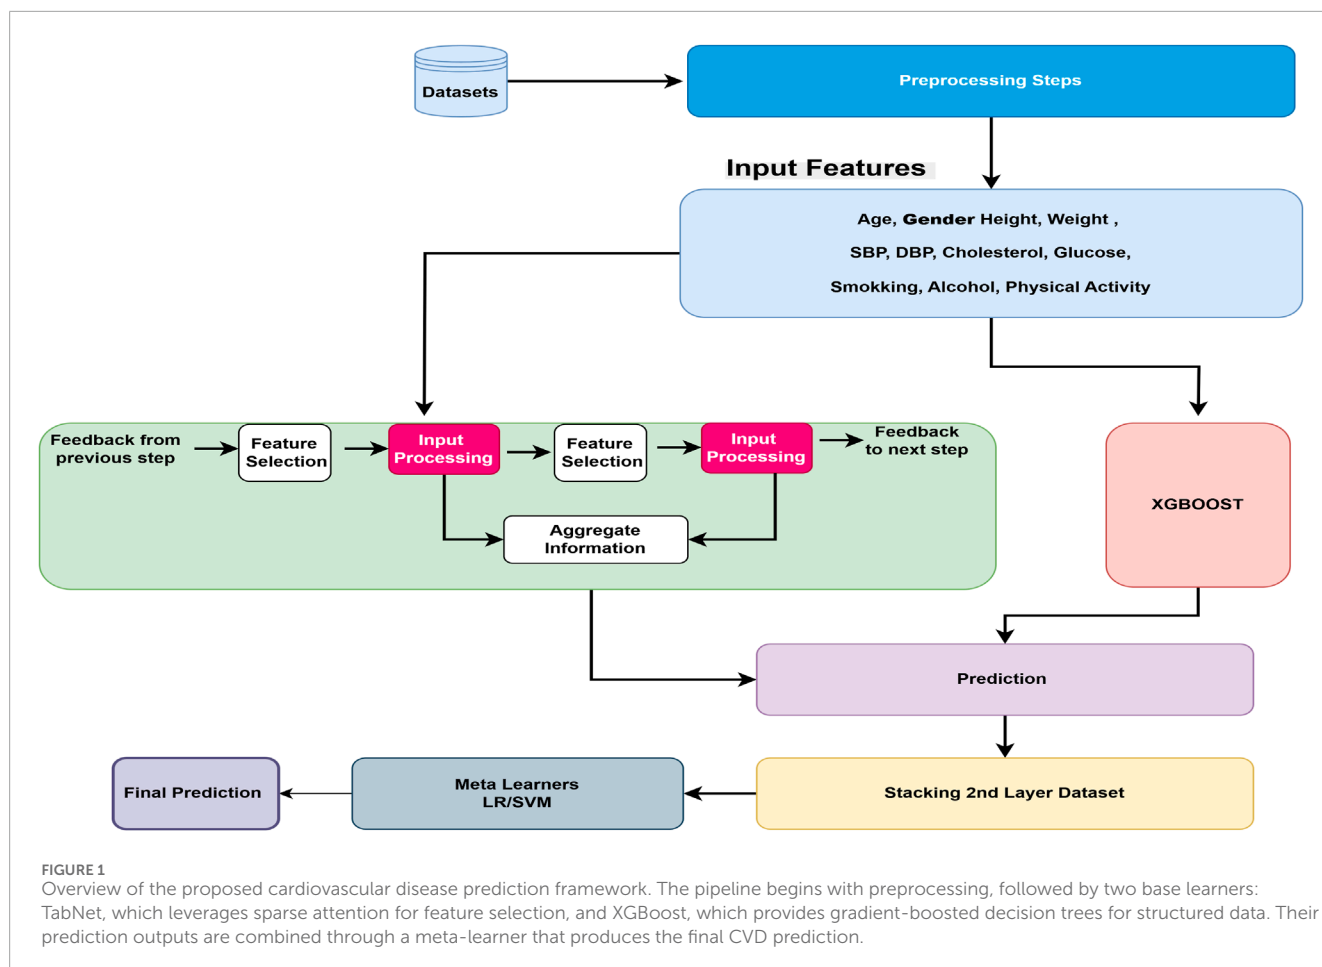 Datasets
Preprocessing Steps
Input Features
Age, Gender Height, Weight ,
SBP, DBP, Cholesterol, Glucose,
Smokking, Alcohol, Physical Activity
Feedback from
previous step
Feature
Selection
Input
Processing
Feature
Selection
Input
Processing
Feedback
to next step
Aggregate
Information
XGBOOST
Prediction
Final Prediction
Meta Learners
LR/SVM
Stacking 2nd Layer Dataset
FIGURE 1
Overview of the proposed cardiovascular disease prediction framework. The pipeline begins with preprocessing, followed by two base learners:
TabNet, which leverages sparse attention for feature selection, and XGBoost, which provides gradient-boosted decision trees for structured data. Their
prediction outputs are combined through a meta-learner that produces the final CVD prediction.